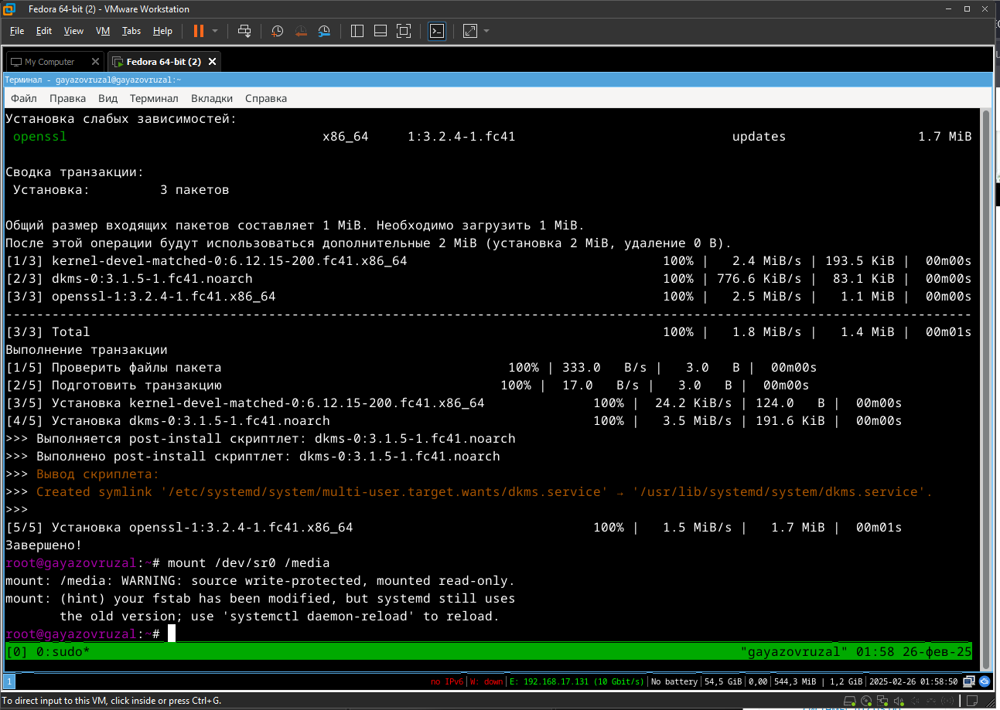 Fedora 64-bit (2) - VMware Workstation
File Edit View VM Tabs Help
My Computer Fedora 64-bit (2)
Терминал - gayazovruzal@gayazovruzal:~
Файл Правка Вид Терминал Вкладки Справка
Установка слабых зависимостей:
openssl x86_64 1:3.2.4-1.fc41 updates 1.7 MiB
Сводка транзакции:
Установка: 3 пакетов
Общий размер входящих пакетов составляет 1 MiB. Необходимо загрузить 1 MiB.
После этой операции будут использоваться дополнительные 2 MiB (установка 2 MiB, удаление 0 B).
[1/3] kernel-devel-matched-0:6.12.15-200.fc41.x86_64 100% | 2.4 MiB/s | 193.5 KiB | 00m00s
[2/3] dkms-0:3.1.5-1.fc41.noarch 100% | 776.6 KiB/s | 83.1 KiB | 00m00s
[3/3] openssl-1:3.2.4-1.fc41.x86_64 100% | 2.5 MiB/s | 1.1 MiB | 00m00s
--------------------------------------------------------------------------------
[3/3] Total 100% | 1.8 MiB/s | 1.4 MiB | 00m01s
Выполнение транзакции
[1/5] Проверить файлы пакета 100% | 333.0 B/s | 3.0 B | 00m00s
[2/5] Подготовить транзакцию 100% | 17.0 B/s | 3.0 B | 00m00s
[3/5] Установка kernel-devel-matched-0:6.12.15-200.fc41.x86_64 100% | 24.2 KiB/s | 124.0 B | 00m00s
[4/5] Установка dkms-0:3.1.5-1.fc41.noarch 100% | 3.5 MiB/s | 191.6 KiB | 00m00s
>>> Выполняется post-install скриптлет: dkms-0:3.1.5-1.fc41.noarch
>>> Выполнено post-install скриптлет: dkms-0:3.1.5-1.fc41.noarch
>>> Вывод скриплета:
>>> Created symlink '/etc/systemd/system/multi-user.target.wants/dkms.service' → '/usr/lib/systemd/system/dkms.service'.
>>>
[5/5] Установка openssl-1:3.2.4-1.fc41.x86_64 100% | 1.5 MiB/s | 1.7 MiB | 00m01s
Завершено!
root@gayazovruzal:~# mount /dev/sr0 /media
mount: /media: WARNING: source write-protected, mounted read-only.
mount: (hint) your fstab has been modified, but systemd still uses
the old version; use 'systemctl daemon-reload' to reload.
root@gayazovruzal:~#
[0] 0:sudo* "gayazovruzal" 01:58 26-фев-25
1 no IPv6 W: down E: 192.168.17.131 (10 Gbit/s) No battery 54,5 GiB 0,00 544,3 MiB | 1,2 GiB 2025-02-26 01:58:50
To direct input to this VM, click inside or press Ctrl+G.